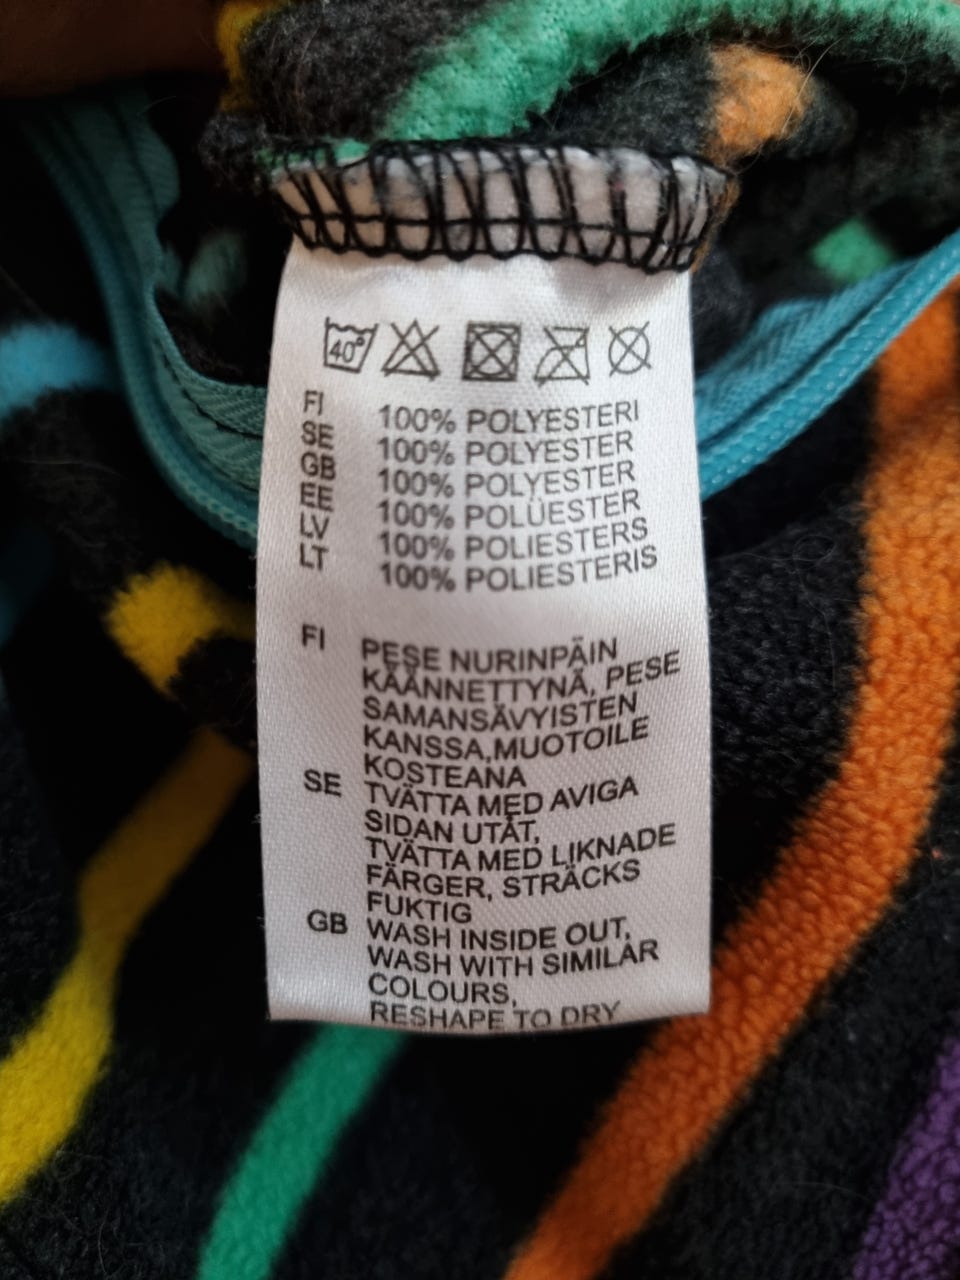 40°
FI 100% POLYESTERI
SE 100% POLYESTER
GB 100% POLYESTER
EE 100% POLÜESTER
LV 100% POLIESTERS
LT 100% POLIESTERIS
FI PESE NURINPÄIN
KÄÄNNETTYNÄ, PESE
SAMANSÄVYISTEN
KANSSA,MUOTOILE
KOSTEANA
SE TVÄTTA MED AVIGA
SIDAN UTÅT,
TVÄTTA MED LIKNADE
FÄRGER, STRÄCKS
FUKTIG
GB WASH INSIDE OUT,
WASH WITH SIMILAR
COLOURS,
RESHAPE TO DRY